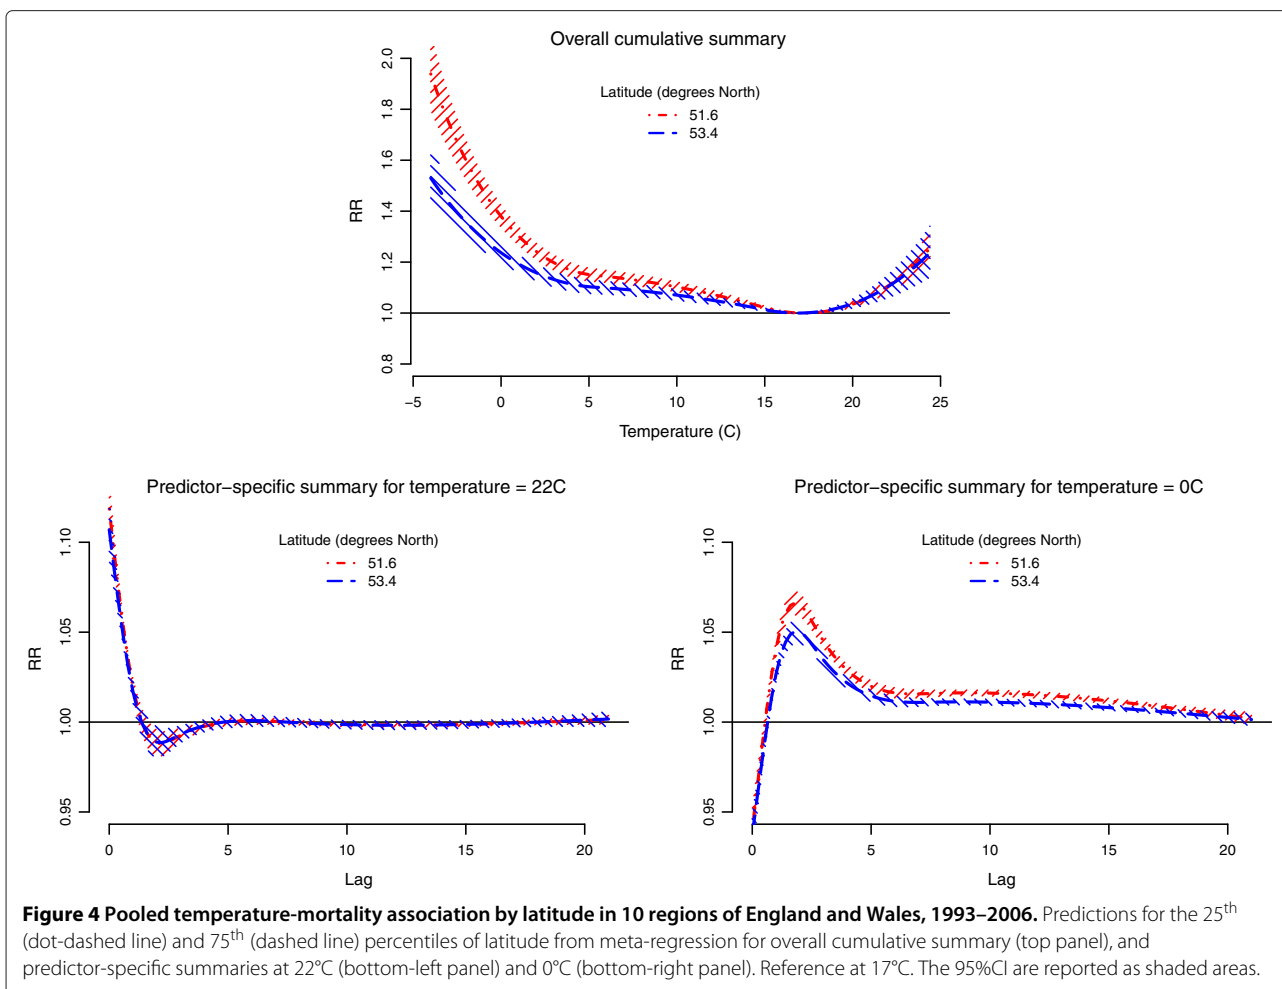 Overall cumulative summary
Latitude (degrees North)
51.6
53.4
RR
0.8 1.0 1.2 1.4 1.6 1.8 2.0
−5 0 5 10 15 20 25
Temperature (C)
Predictor−specific summary for temperature = 22C
Latitude (degrees North)
51.6
53.4
RR
0.95 1.00 1.05 1.10
0 5 10 15 20
Lag
Predictor−specific summary for temperature = 0C
Latitude (degrees North)
51.6
53.4
RR
0.95 1.00 1.05 1.10
0 5 10 15 20
Lag
Figure 4 Pooled temperature-mortality association by latitude in 10 regions of England and Wales, 1993–2006. Predictions for the 25th
(dot-dashed line) and 75th (dashed line) percentiles of latitude from meta-regression for overall cumulative summary (top panel), and
predictor-specific summaries at 22°C (bottom-left panel) and 0°C (bottom-right panel). Reference at 17°C. The 95%CI are reported as shaded areas.